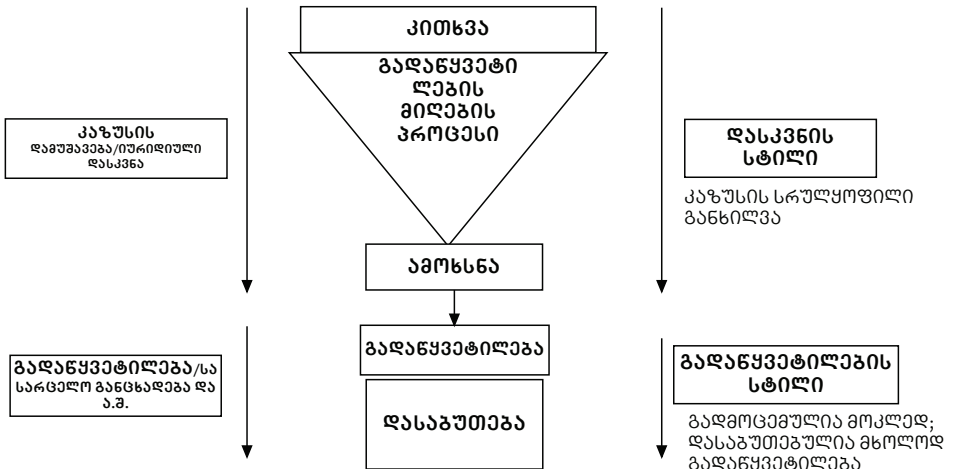 კითხვა
გადაწყვეტი
ლების
მიღების
პროცესი
კაზუსის
დამუშავება/იურიდიული
დასკვნა
დასკვნის
სტილი
კაზუსის სრულყოფილი
განხილვა
ამოხსნა
გადაწყვეტილება
გადაწყვეტილება/სა
სარცელო განცხადება და
ა.შ.
დასაბუთება
გადაწყვეტილების
სტილი
გადმოცემულია მოკლედ;
დასაბუთებულია მხოლოდ
გადაწყვეტილება